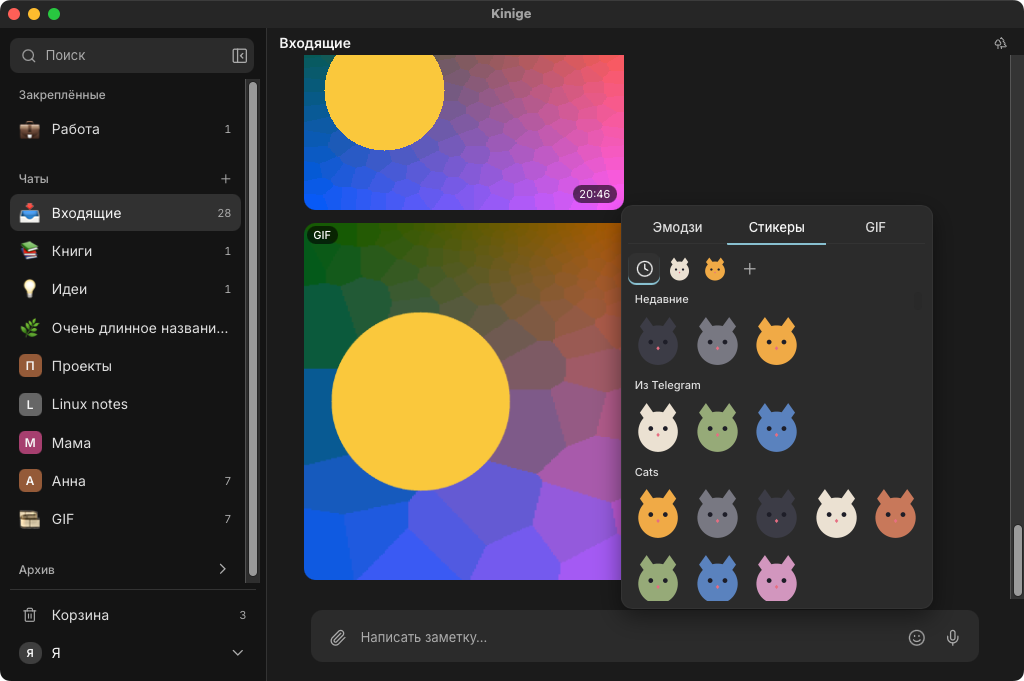 Kinige
Поиск
Закреплённые
Работа 1
Чаты
Входящие 28
Книги 1
Идеи 1
Очень длинное названи...
П Проекты
L Linux notes
М Мама
А Анна 7
GIF 7
Архив
Корзина 3
Я Я
Входящие
20:46
GIF
Эмодзи Стикеры GIF
Недавние
Из Telegram
Cats
Написать заметку...